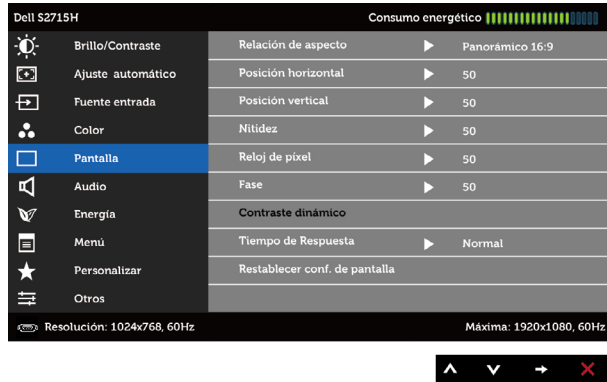 Dell S2715H Consumo energético
Brillo/Contraste Relación de aspecto Panorámico 16:9
Ajuste automático Posición horizontal 50
Fuente entrada Posición vertical 50
Color Nitidez 50
Pantalla Reloj de píxel 50
Audio Fase 50
Energía Contraste dinámico
Menú Tiempo de Respuesta Normal
Personalizar Restablecer conf. de pantalla
Otros
Resolución: 1024x768, 60Hz Máxima: 1920x1080, 60Hz